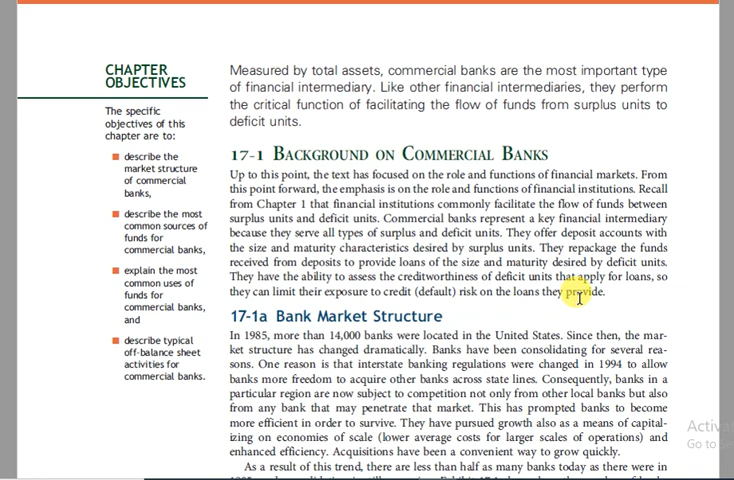 CHAPTER
OBJECTIVES
The specific
objectives of this
chapter are to:
■ describe the
market structure
of commercial
banks,
■ describe the most
common sources of
funds for
commercial banks,
■ explain the most
common uses of
funds for
commercial banks,
and
■ describe typical
off-balance sheet
activities for
commercial banks.
Measured by total assets, commercial banks are the most important type
of financial intermediary. Like other financial intermediaries, they perform
the critical function of facilitating the flow of funds from surplus units to
deficit units.
17-1 BACKGROUND ON COMMERCIAL BANKS
Up to this point, the text has focused on the role and functions of financial markets. From
this point forward, the emphasis is on the role and functions of financial institutions. Recall
from Chapter 1 that financial institutions commonly facilitate the flow of funds between
surplus units and deficit units. Commercial banks represent a key financial intermediary
because they serve all types of surplus and deficit units. They offer deposit accounts with
the size and maturity characteristics desired by surplus units. They repackage the funds
received from deposits to provide loans of the size and maturity desired by deficit units.
They have the ability to assess the creditworthiness of deficit units that apply for loans, so
they can limit their exposure to credit (default) risk on the loans they provide.
17-1a Bank Market Structure
In 1985, more than 14,000 banks were located in the United States. Since then, the mar-
ket structure has changed dramatically. Banks have been consolidating for several rea-
sons. One reason is that interstate banking regulations were changed in 1994 to allow
banks more freedom to acquire other banks across state lines. Consequently, banks in a
particular region are now subject to competition not only from other local banks but also
from any bank that may penetrate that market. This has prompted banks to become
more efficient in order to survive. They have pursued growth also as a means of capital-
izing on economies of scale (lower average costs for larger scales of operations) and
enhanced efficiency. Acquisitions have been a convenient way to grow quickly.
As a result of this trend, there are less than half as many banks today as there were in
Activ
Go to